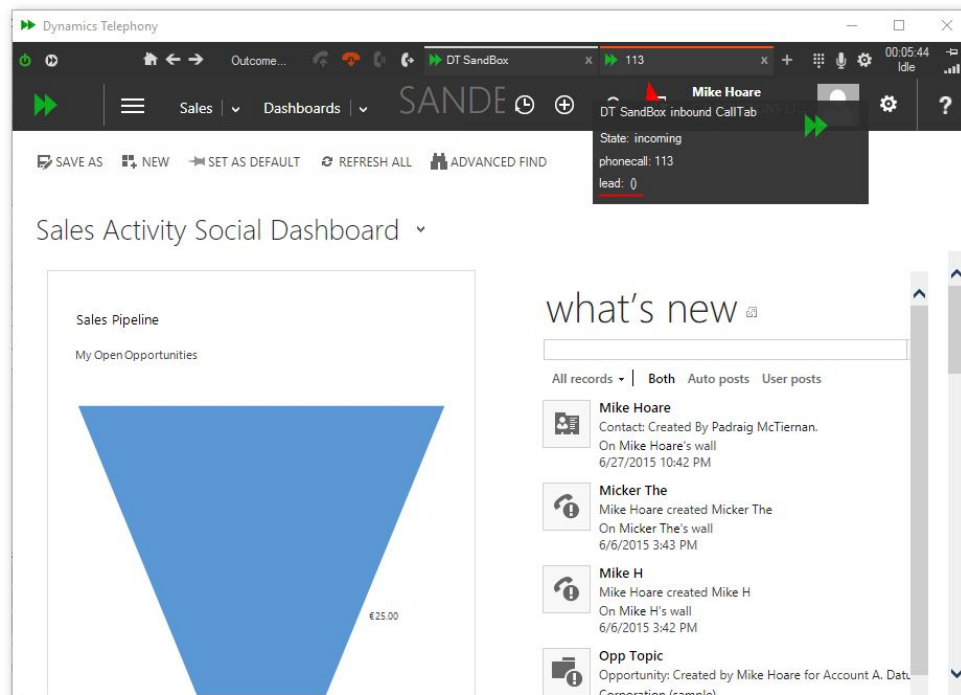 Dynamics Telephony
Outcome...
DT SandBox x
113 x
00:05:44
Idle
Sales
Dashboards
SANDE
Mike Hoare
DT SandBox inbound CallTab
State: incoming
phonecall: 113
lead: ()
SAVE AS NEW SET AS DEFAULT REFRESH ALL ADVANCED FIND
Sales Activity Social Dashboard
Sales Pipeline
My Open Opportunities
€25.00
what's new
All records Both Auto posts User posts
Mike Hoare
Contact: Created By Padraig McTiernan.
On Mike Hoare's wall
6/27/2015 10:42 PM
Micker The
Mike Hoare created Micker The
On Micker The's wall
6/6/2015 3:43 PM
Mike H
Mike Hoare created Mike H
On Mike H's wall
6/6/2015 3:42 PM
Opp Topic
Opportunity: Created by Mike Hoare for Account A. Datu
Corporation (sample)